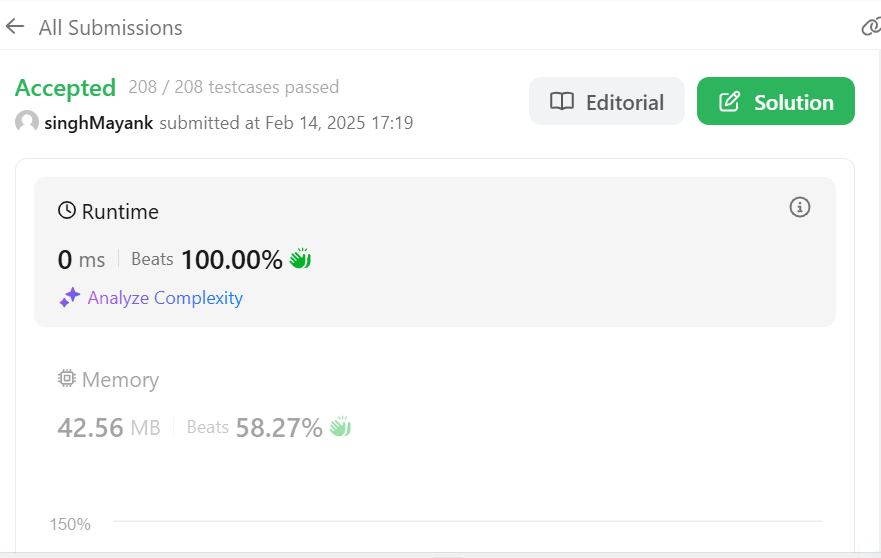 All Submissions
Accepted 208 / 208 testcases passed
singhMayank submitted at Feb 14, 2025 17:19
Editorial
Solution
Runtime
0 ms Beats 100.00%
Analyze Complexity
Memory
42.56 MB Beats 58.27%
150%